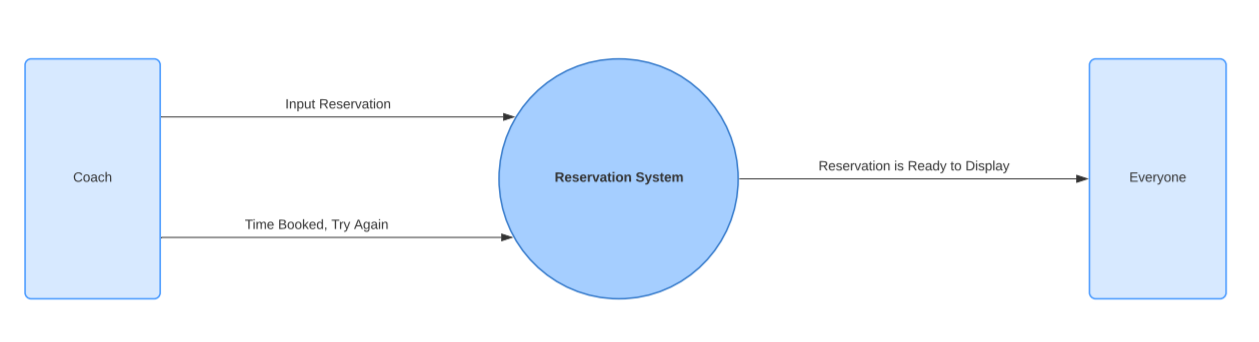 Input Reservation
Coach
Time Booked, Try Again
Reservation System
Reservation is Ready to Display
Everyone